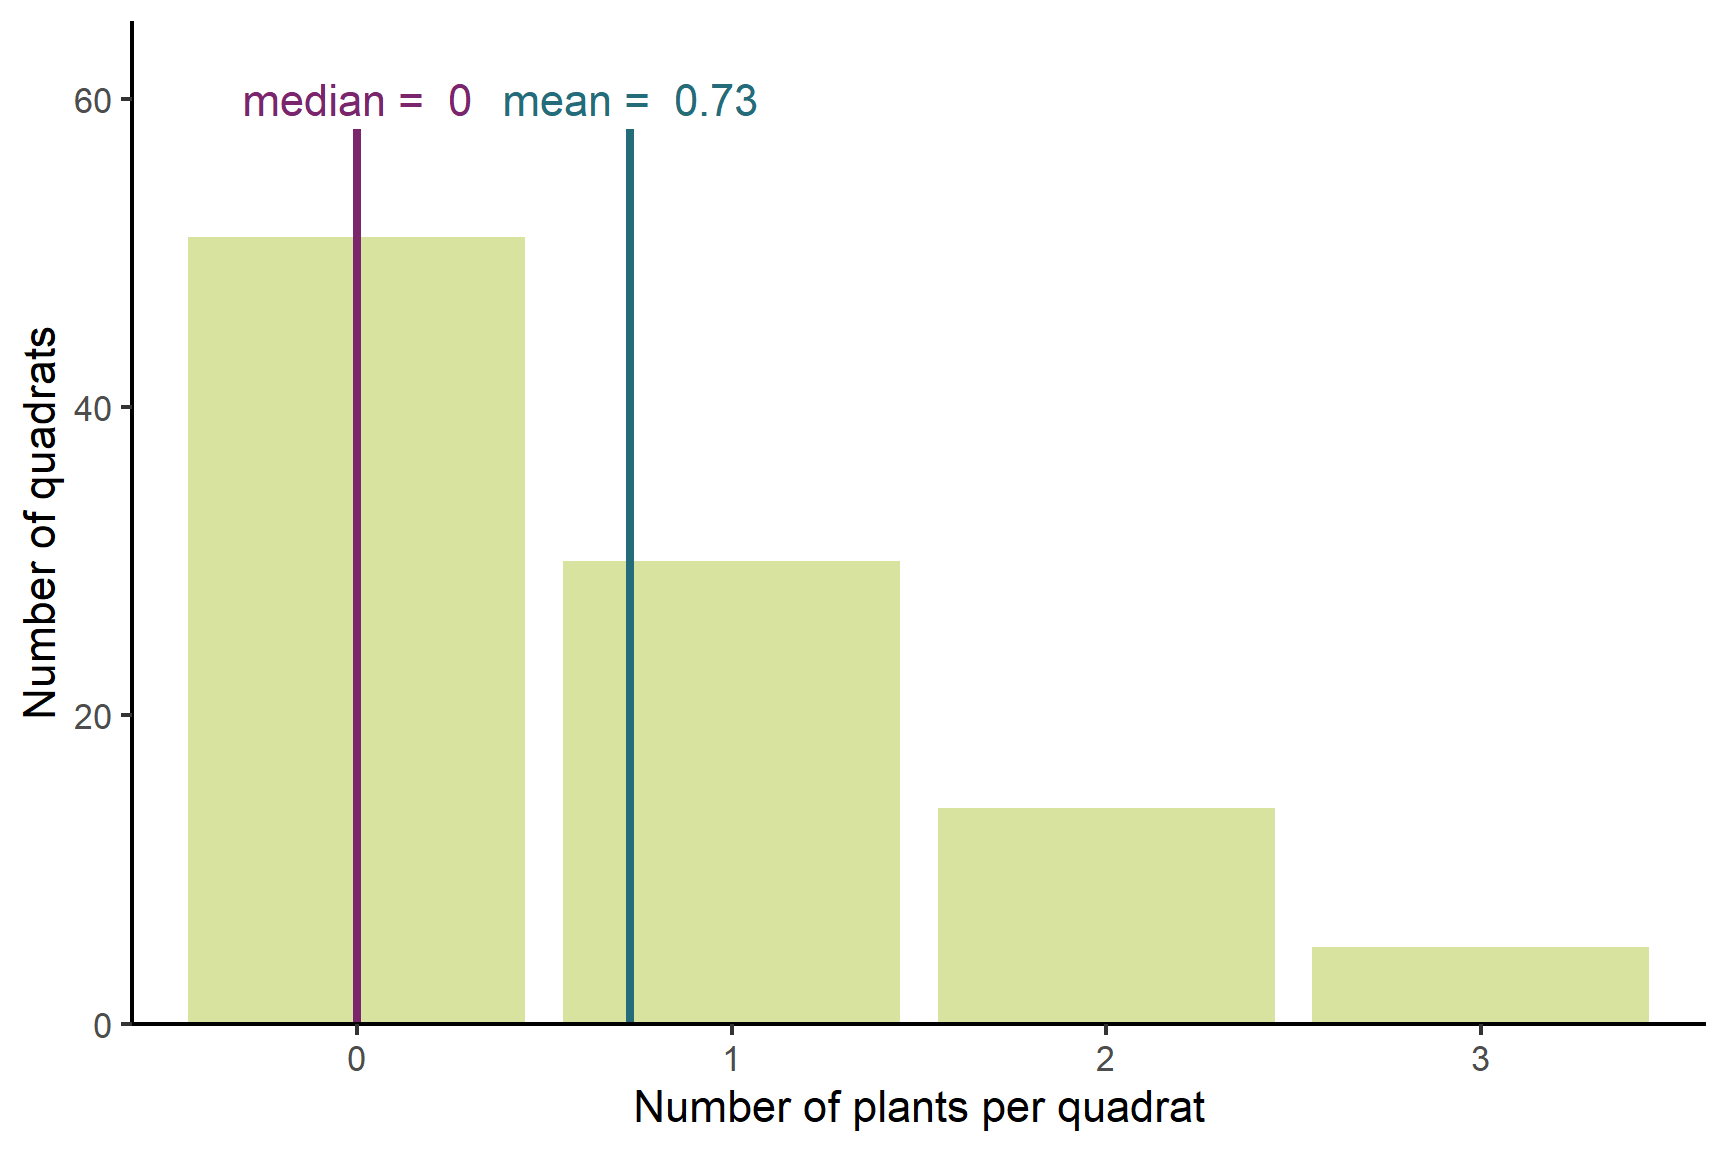 median =  0
mean =  0.73
60
40
20
0
Number of quadrats
0
1
2
3
Number of plants per quadrat